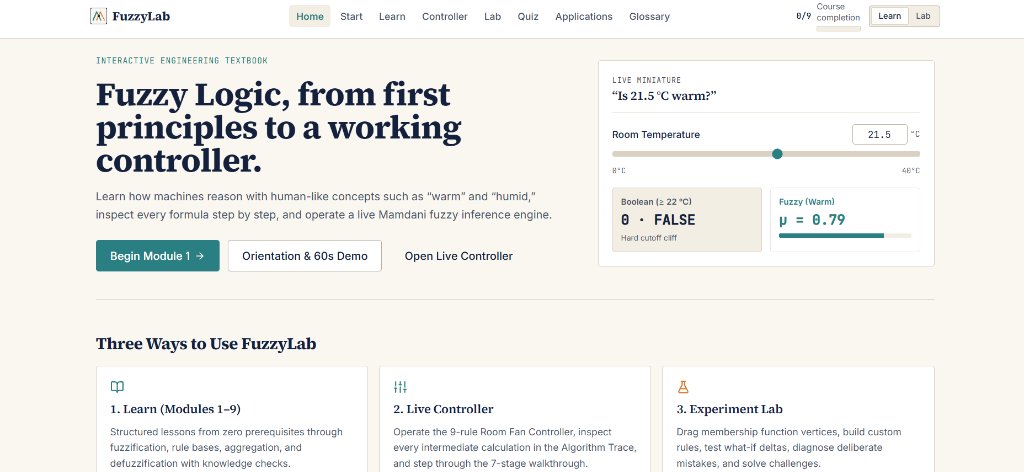 FuzzyLab
Home Start Learn Controller Lab Quiz Applications Glossary
0/9 Course completion
Learn Lab
INTERACTIVE ENGINEERING TEXTBOOK
Fuzzy Logic, from first
principles to a working
controller.
Learn how machines reason with human-like concepts such as “warm” and “humid,”
inspect every formula step by step, and operate a live Mamdani fuzzy inference engine.
Begin Module 1 →
Orientation & 60s Demo
Open Live Controller
LIVE MINIATURE
“Is 21.5 °C warm?”
Room Temperature 21.5 °C
0°C 40°C
Boolean (≥ 22 °C)
0 · FALSE
Hard cutoff cliff
Fuzzy (Warm)
μ = 0.79
Three Ways to Use FuzzyLab
1. Learn (Modules 1–9)
Structured lessons from zero prerequisites through
fuzzification, rule bases, aggregation, and
defuzzification with knowledge checks.
2. Live Controller
Operate the 9-rule Room Fan Controller, inspect
every intermediate calculation in the Algorithm Trace,
and step through the 7-stage walkthrough.
3. Experiment Lab
Drag membership function vertices, build custom
rules, test what-if deltas, diagnose deliberate
mistakes, and solve challenges.